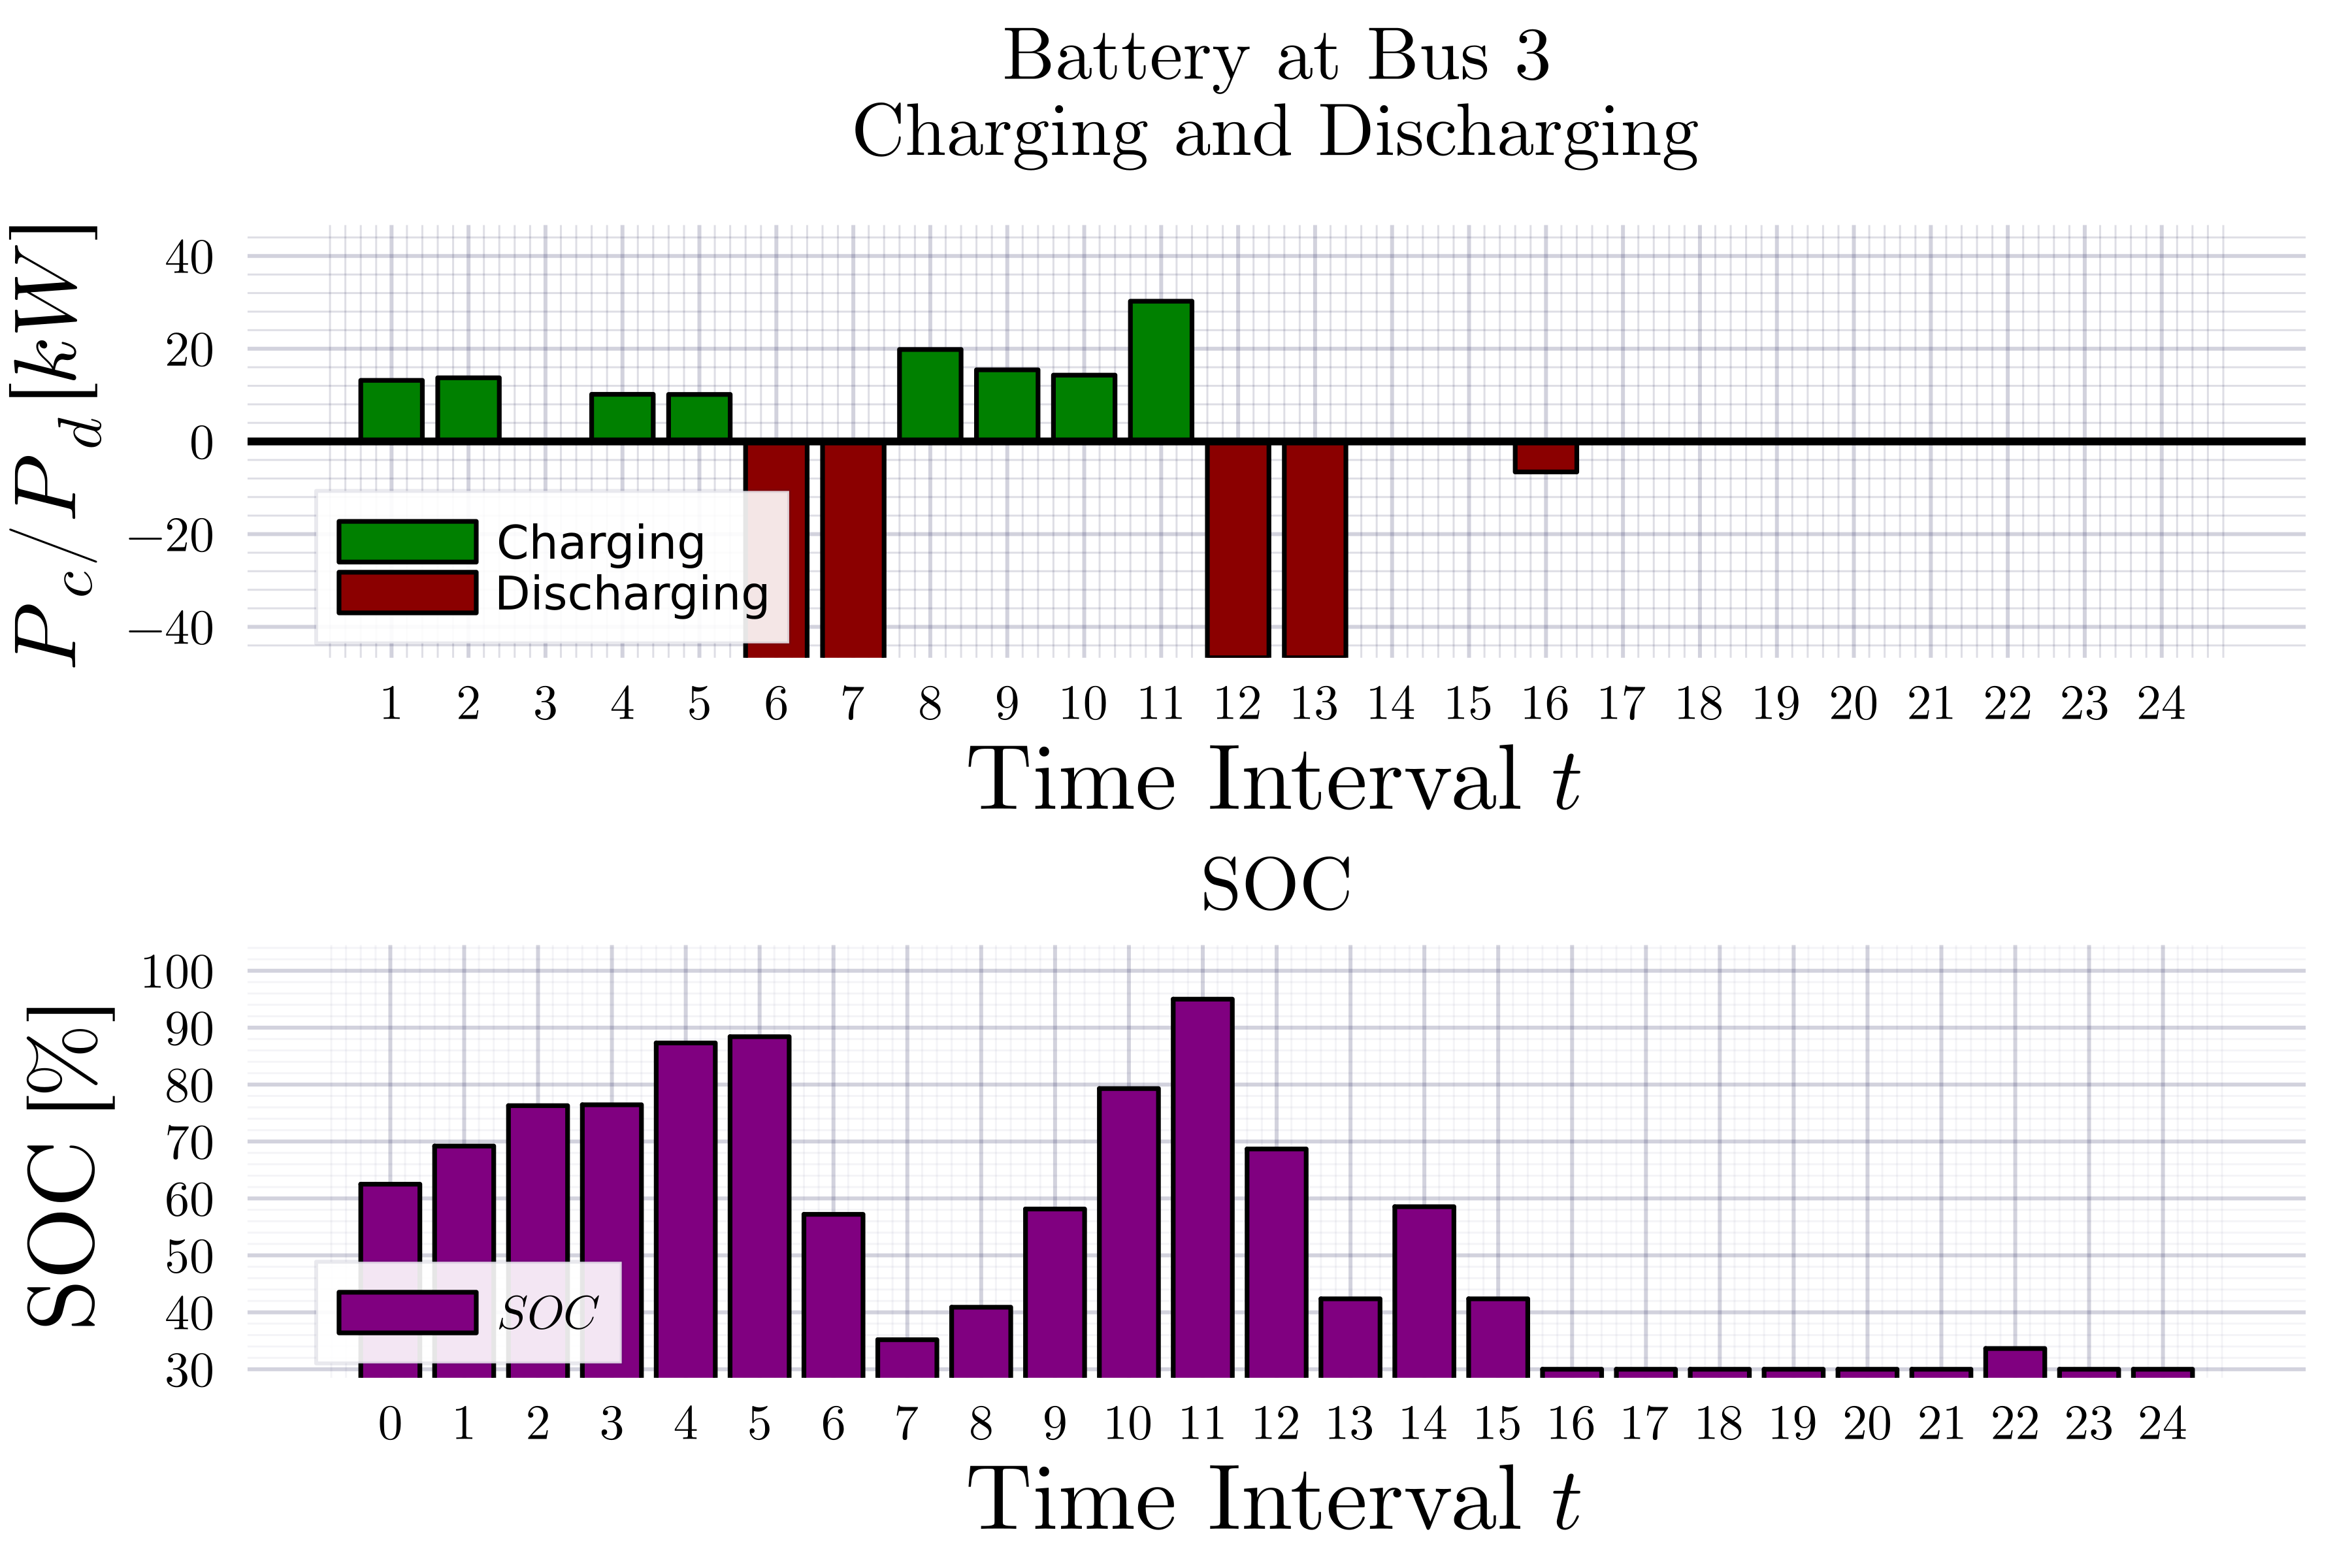 Battery at Bus 3
Charging and Discharging
P_c/P_d [kW]
40
20
0
−20
−40
Charging
Discharging
1 2 3 4 5 6 7 8 9 10 11 12 13 14 15 16 17 18 19 20 21 22 23 24
Time Interval t
SOC
SOC [%]
100
90
80
70
60
50
40
30
SOC
0 1 2 3 4 5 6 7 8 9 10 11 12 13 14 15 16 17 18 19 20 21 22 23 24
Time Interval t